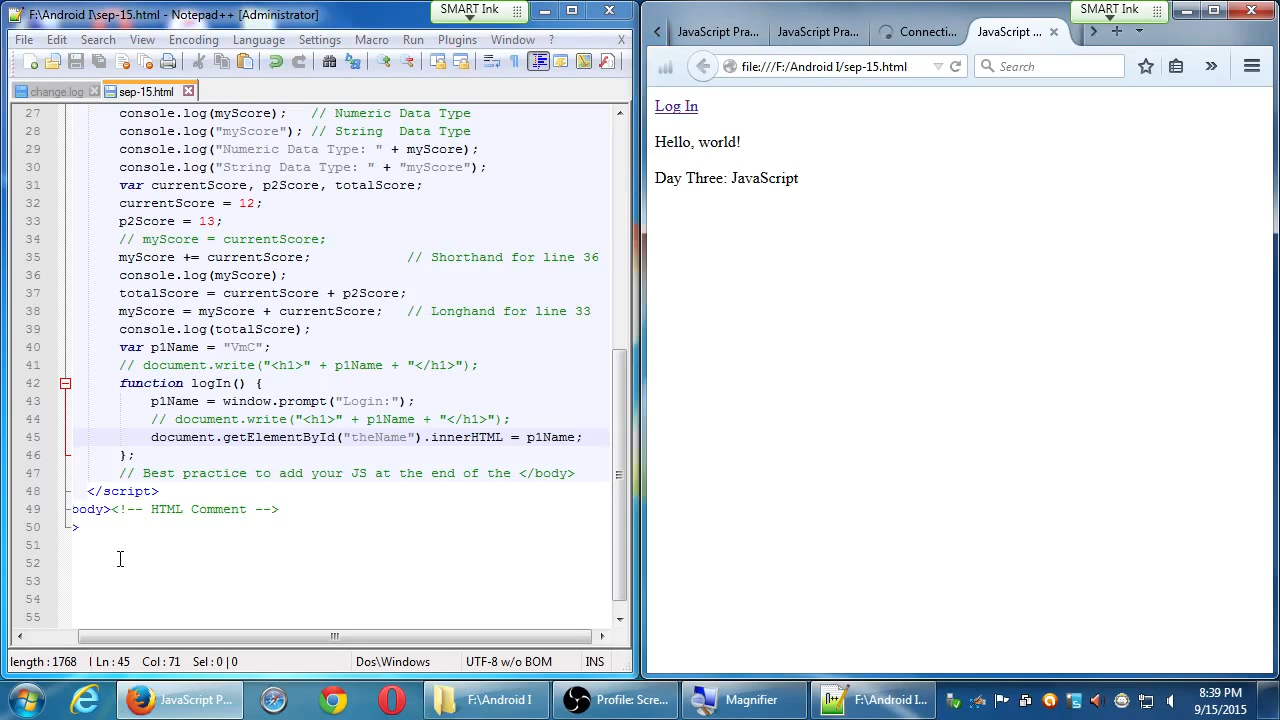 F:\Android I\sep-15.html - Notepad++ [Administrator]
SMART Ink
File Edit Search View Encoding Language Settings Macro Run Plugins Window ? X
change.log sep-15.html
27 console.log(myScore); // Numeric Data Type
28 console.log("myScore"); // String Data Type
29 console.log("Numeric Data Type: " + myScore);
30 console.log("String Data Type: " + "myScore");
31 var currentScore, p2Score, totalScore;
32 currentScore = 12;
33 p2Score = 13;
34 // myScore = currentScore;
35 myScore += currentScore; // Shorthand for line 36
36 console.log(myScore);
37 totalScore = currentScore + p2Score;
38 myScore = myScore + currentScore; // Longhand for line 33
39 console.log(totalScore);
40 var p1Name = "VmC";
41 // document.write("<h1>" + p1Name + "</h1>");
42 function logIn() {
43 p1Name = window.prompt("Login:");
44 // document.write("<h1>" + p1Name + "</h1>");
45 document.getElementById("theName").innerHTML = p1Name;
46 };
47 // Best practice to add your JS at the end of the </body>
48 </script>
49 body><!-- HTML Comment -->
50 >
51
52
53
54
55
length : 1768 Ln : 45 Col : 71 Sel : 0 | 0 Dos\Windows UTF-8 w/o BOM INS
SMART Ink
JavaScript Pra... JavaScript Pra... Connecti... JavaScript ...
file:///F:/Android I/sep-15.html Search
Log In
Hello, world!
Day Three: JavaScript
JavaScript P... F:\Android I Profile: Scre... Magnifier F:\Android I...
8:39 PM
9/15/2015